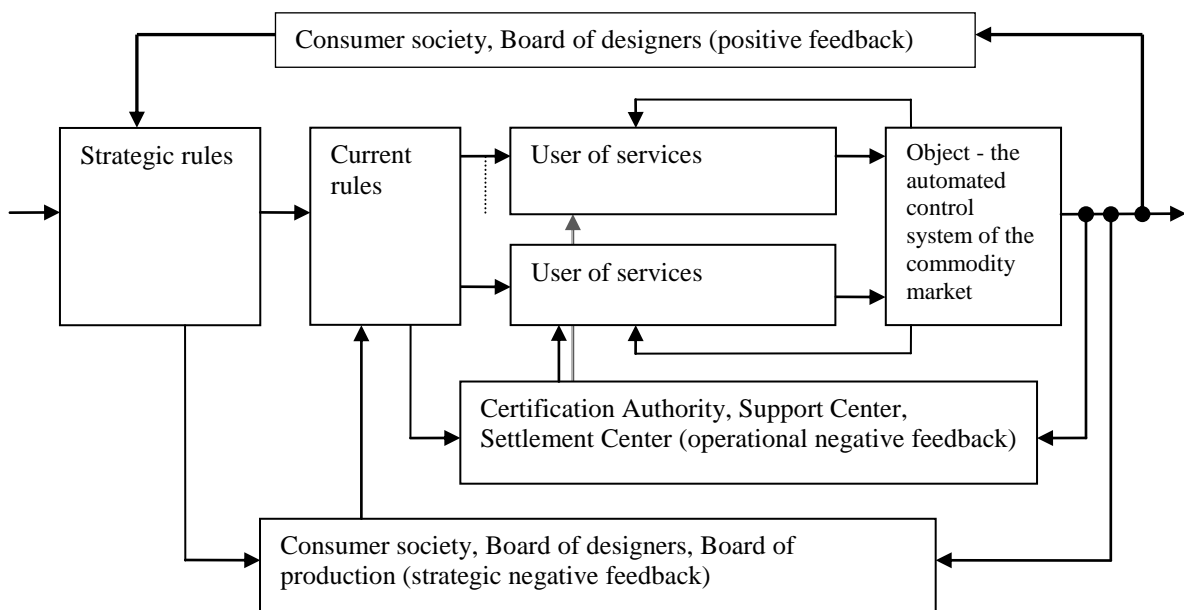 Consumer society, Board of designers (positive feedback)
Strategic rules
Current
rules
User of services
User of services
Object - the
automated
control
system of the
commodity
market
Certification Authority, Support Center,
Settlement Center (operational negative feedback)
Consumer society, Board of designers, Board of
production (strategic negative feedback)